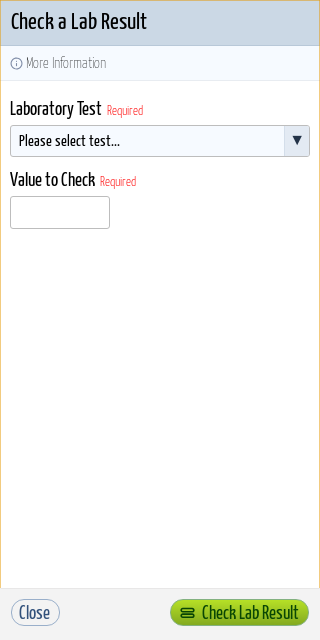 Check a Lab Result
More Information
Laboratory Test Required
Please select test...
Value to Check Required
Close
Check Lab Result